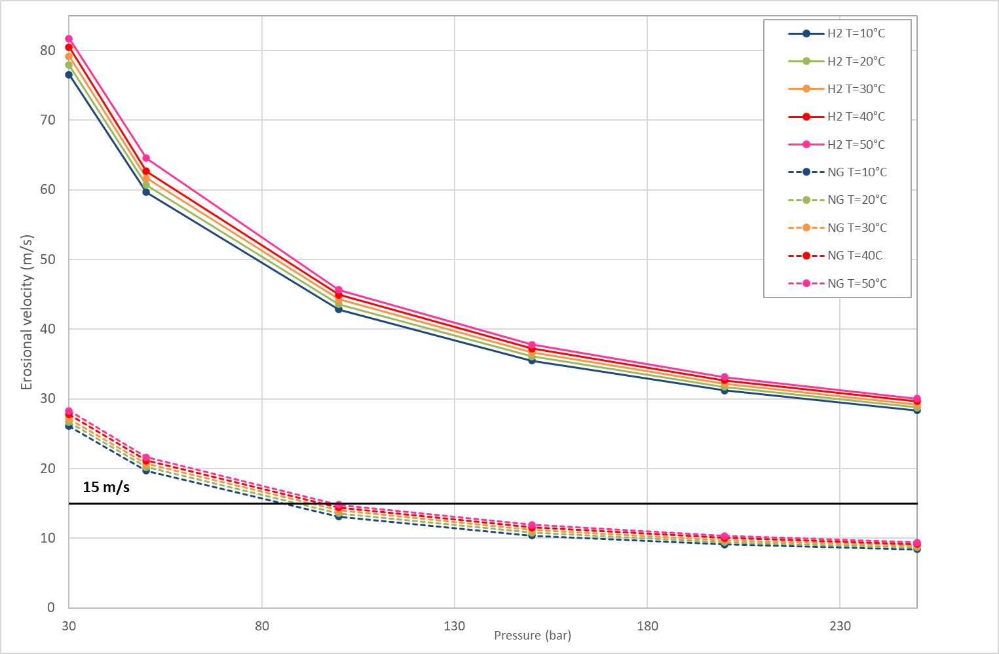 80
70
60
50
40
30
20
10
0
Erosional velocity (m/s)
30
80
130
180
230
Pressure (bar)
15 m/s
H2 T=10°C
H2 T=20°C
H2 T=30°C
H2 T=40°C
H2 T=50°C
NG T=10°C
NG T=20°C
NG T=30°C
NG T=40C
NG T=50°C